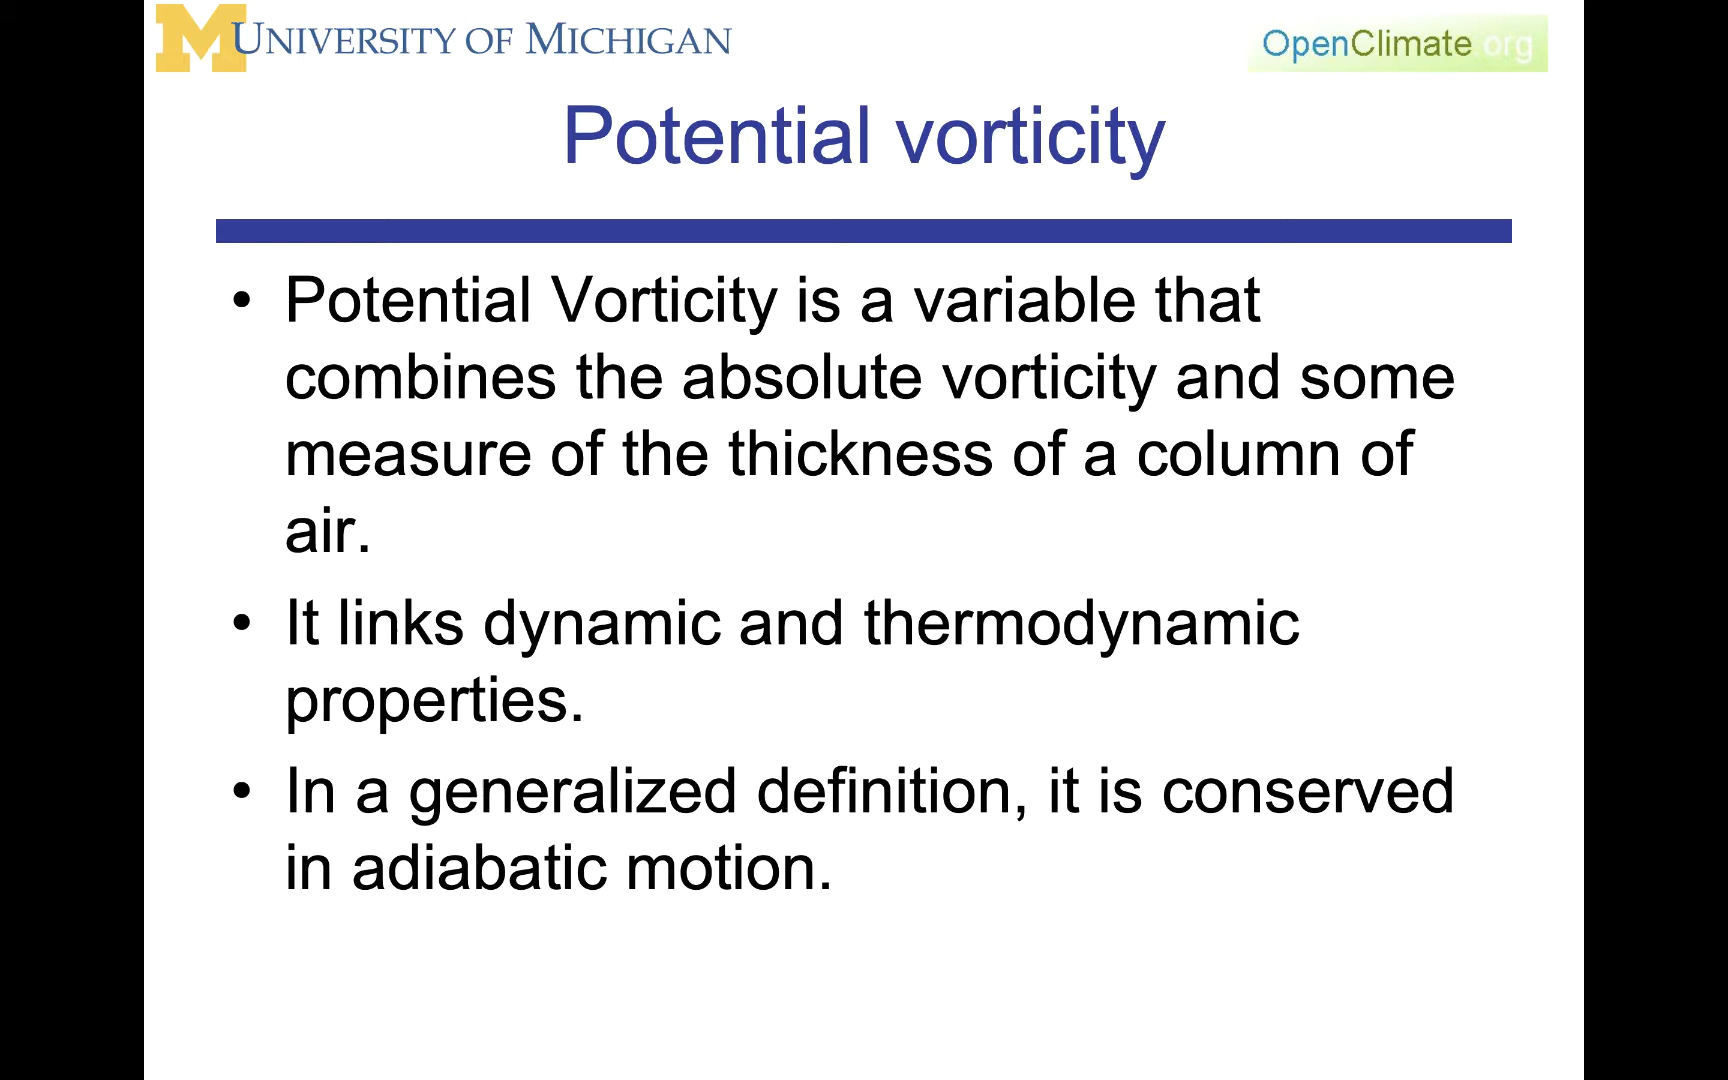 M UNIVERSITY OF MICHIGAN
OpenClimate.org
Potential vorticity
• Potential Vorticity is a variable that
combines the absolute vorticity and some
measure of the thickness of a column of
air.
• It links dynamic and thermodynamic
properties.
• In a generalized definition, it is conserved
in adiabatic motion.